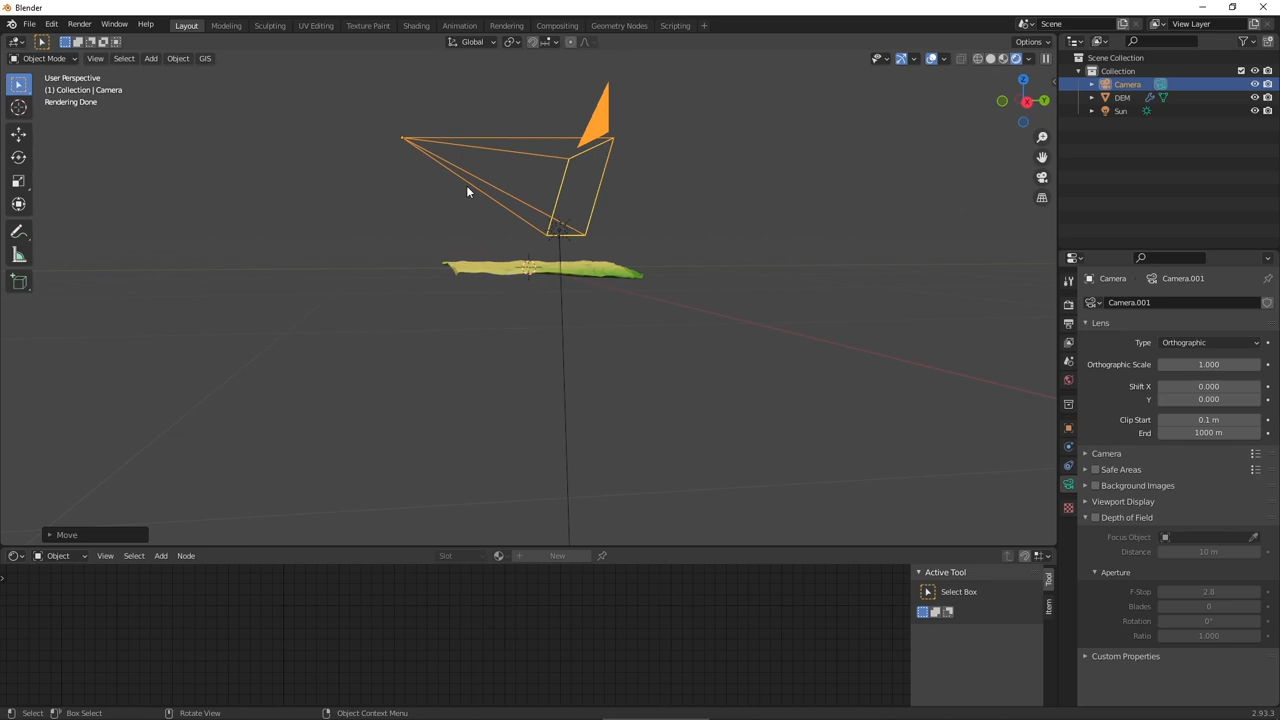 Blender
File Edit Render Window Help Layout Modeling Sculpting UV Editing Texture Paint Shading Animation Rendering Compositing Geometry Nodes Scripting + Scene View Layer
Global Options
Object Mode View Select Add Object GIS
User Perspective
(1) Collection | Camera
Rendering Done
X Y Z
Scene Collection
Collection
Camera
DEM
Sun
Camera Camera.001
Camera.001
Lens
Type Orthographic
Orthographic Scale 1.000
Shift X 0.000
Y 0.000
Clip Start 0.1 m
End 1000 m
Camera
Safe Areas
Background Images
Viewport Display
Depth of Field
Focus Object
Distance 10 m
Aperture
F-Stop 2.8
Blades 0
Rotation 0°
Ratio 1.000
Custom Properties
Move
Object View Select Add Node Slot New
Active Tool
Select Box
Tool
Item
Select Box Select Rotate View Object Context Menu 2.93.3